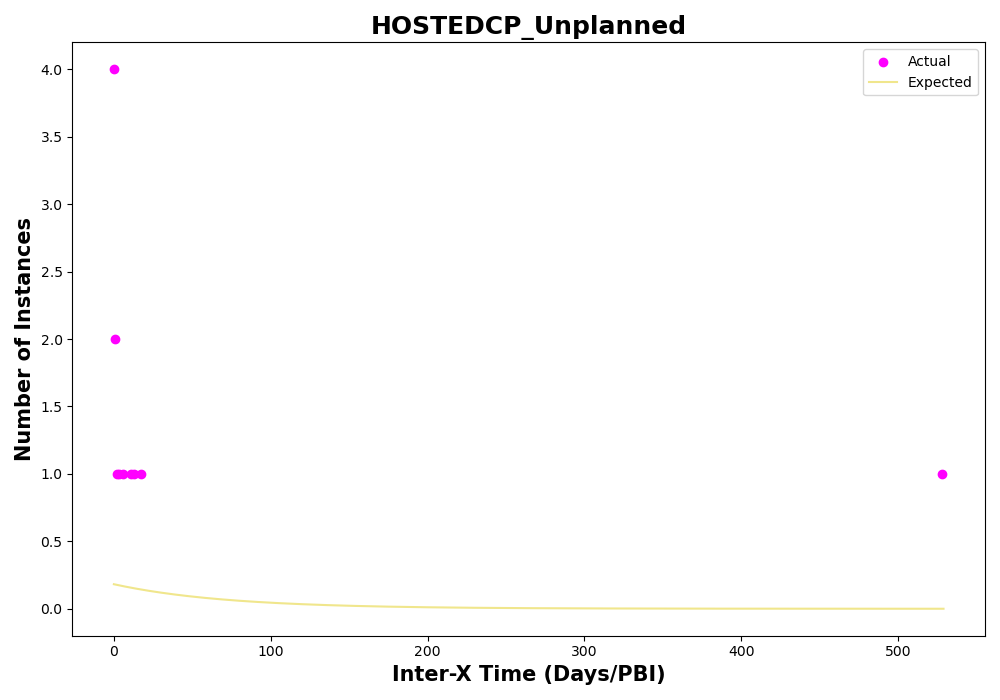 HOSTEDCP_Unplanned
Actual
Expected
Number of Instances
4.0
3.5
3.0
2.5
2.0
1.5
1.0
0.5
0.0
0 100 200 300 400 500
Inter-X Time (Days/PBI)